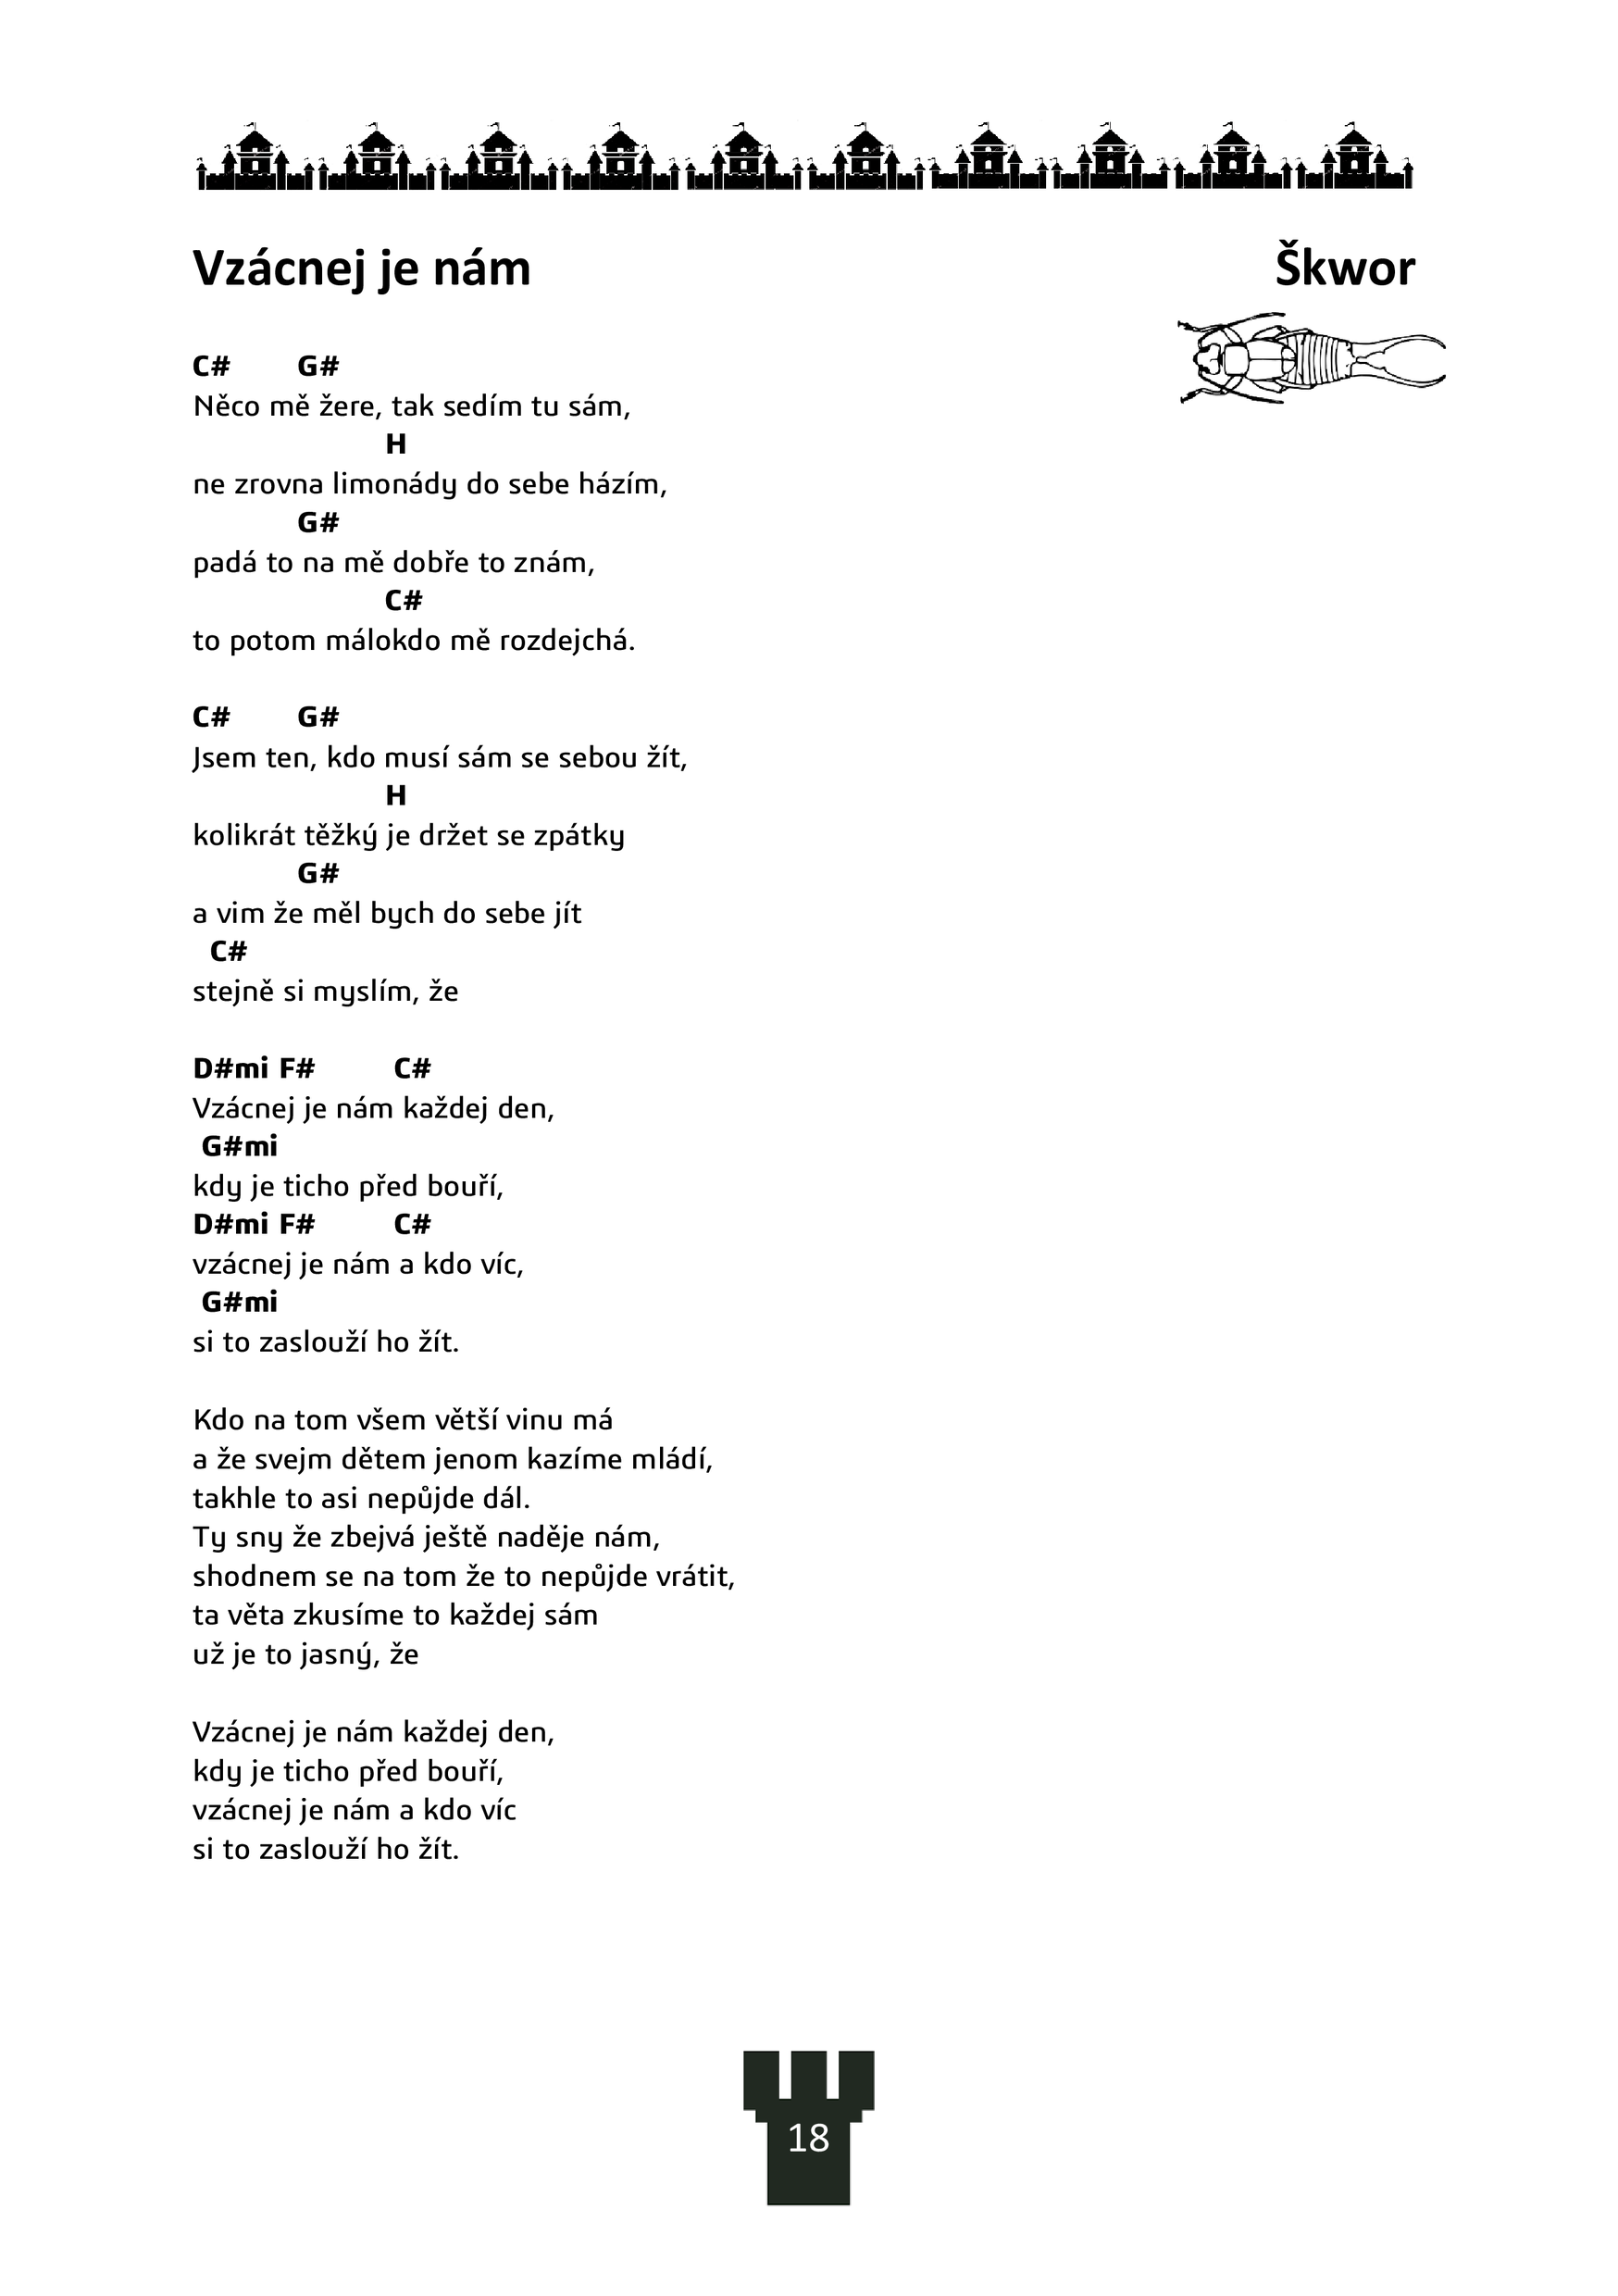 Vzácnej je nám Škwor
C# G#
Něco mě žere, tak sedím tu sám,
H
ne zrovna limonády do sebe házím,
G#
padá to na mě dobře to znám,
C#
to potom málokdo mě rozdejchá.
C# G#
Jsem ten, kdo musí sám se sebou žít,
H
kolikrát těžký je držet se zpátky
G#
a vim že měl bych do sebe jít
C#
stejně si myslím, že
D#mi F# C#
Vzácnej je nám každej den,
G#mi
kdy je ticho před bouří,
D#mi F# C#
vzácnej je nám a kdo víc,
G#mi
si to zaslouží ho žít.
Kdo na tom všem větší vinu má
a že svejm dětem jenom kazíme mládí,
takhle to asi nepůjde dál.
Ty sny že zbejvá ještě naděje nám,
shodnem se na tom že to nepůjde vrátit,
ta věta zkusíme to každej sám
už je to jasný, že
Vzácnej je nám každej den,
kdy je ticho před bouří,
vzácnej je nám a kdo víc
si to zaslouží ho žít.
18